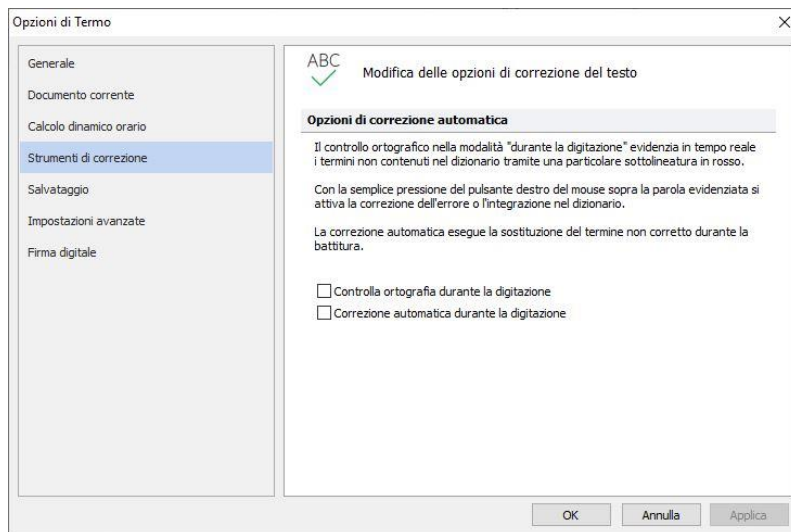 Opzioni di Termo
Generale
Documento corrente
Calcolo dinamico orario
Strumenti di correzione
Salvataggio
Impostazioni avanzate
Firma digitale
ABC
Modifica delle opzioni di correzione del testo
Opzioni di correzione automatica
Il controllo ortografico nella modalità "durante la digitazione" evidenzia in tempo reale
i termini non contenuti nel dizionario tramite una particolare sottolineatura in rosso.
Con la semplice pressione del pulsante destro del mouse sopra la parola evidenziata si
attiva la correzione dell'errore o l'integrazione nel dizionario.
La correzione automatica esegue la sostituzione del termine non corretto durante la
battitura.
Controlla ortografia durante la digitazione
Correzione automatica durante la digitazione
OK
Annulla
Applica